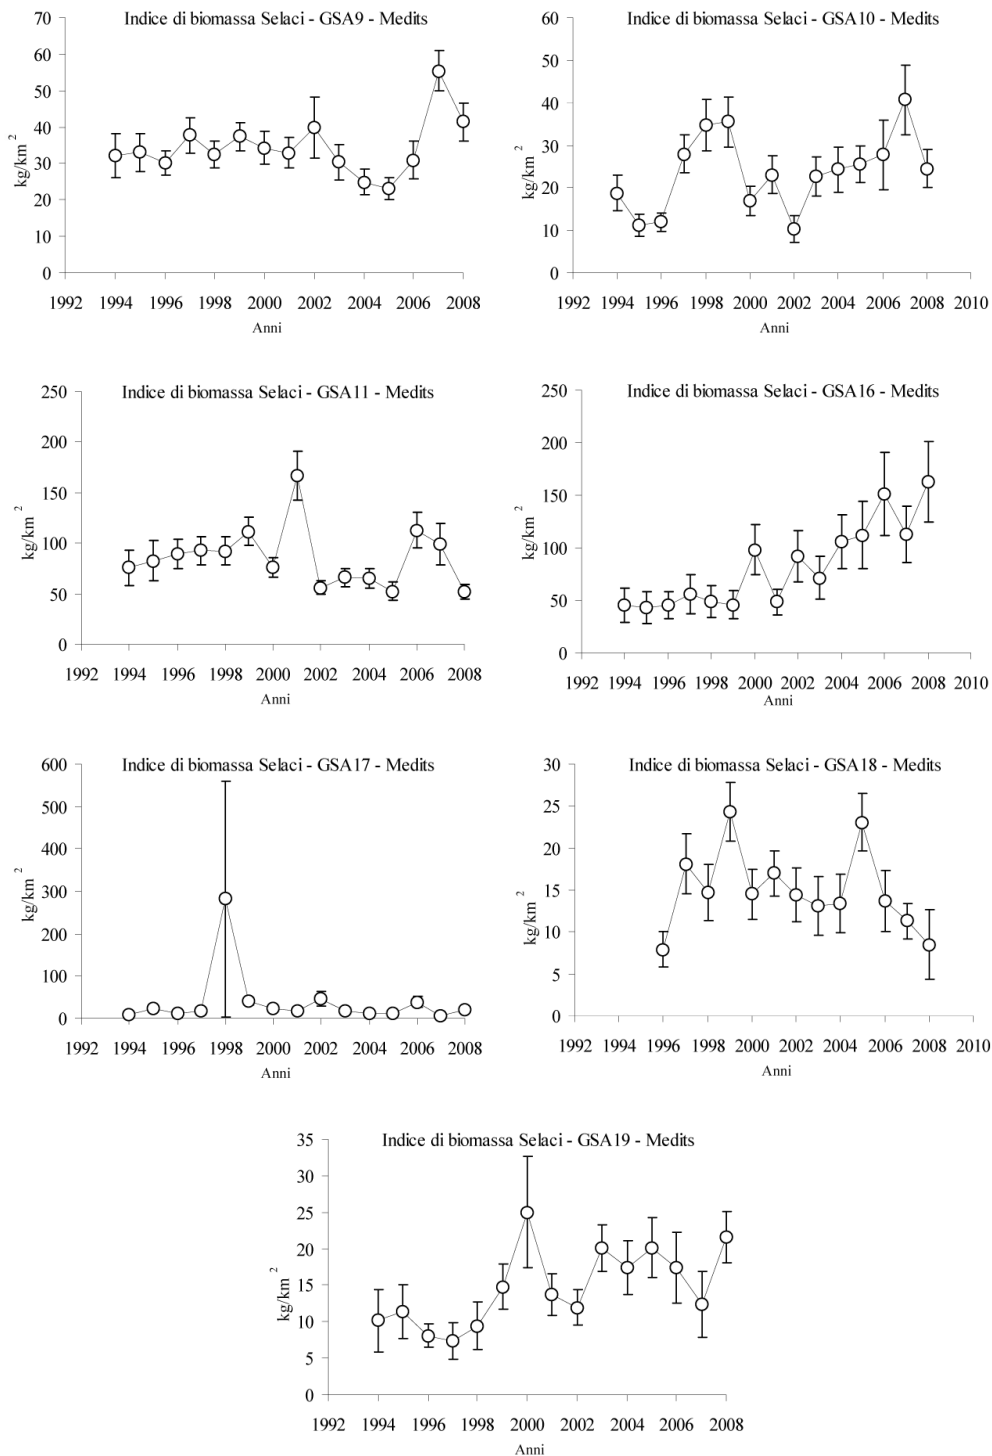 Indice di biomassa Selaci - GSA9 - Medits
70
60
50
40
30
20
10
0
kg/km 2
1992 1994 1996 1998 2000 2002 2004 2006 2008
Anni
Indice di biomassa Selaci - GSA10 - Medits
60
50
40
30
20
10
0
kg/km 2
1992 1994 1996 1998 2000 2002 2004 2006 2008 2010
Anni
Indice di biomassa Selaci - GSA11 - Medits
250
200
150
100
50
0
kg/km 2
1992 1994 1996 1998 2000 2002 2004 2006 2008
Anni
Indice di biomassa Selaci - GSA16 - Medits
250
200
150
100
50
0
kg/km 2
1992 1994 1996 1998 2000 2002 2004 2006 2008 2010
Anni
Indice di biomassa Selaci - GSA17 - Medits
600
500
400
300
200
100
0
kg/km 2
1992 1994 1996 1998 2000 2002 2004 2006 2008
Anni
Indice di biomassa Selaci - GSA18 - Medits
30
25
20
15
10
5
0
kg/km 2
1992 1994 1996 1998 2000 2002 2004 2006 2008 2010
Anni
Indice di biomassa Selaci - GSA19 - Medits
35
30
25
20
15
10
5
0
kg/km 2
1992 1994 1996 1998 2000 2002 2004 2006 2008
Anni